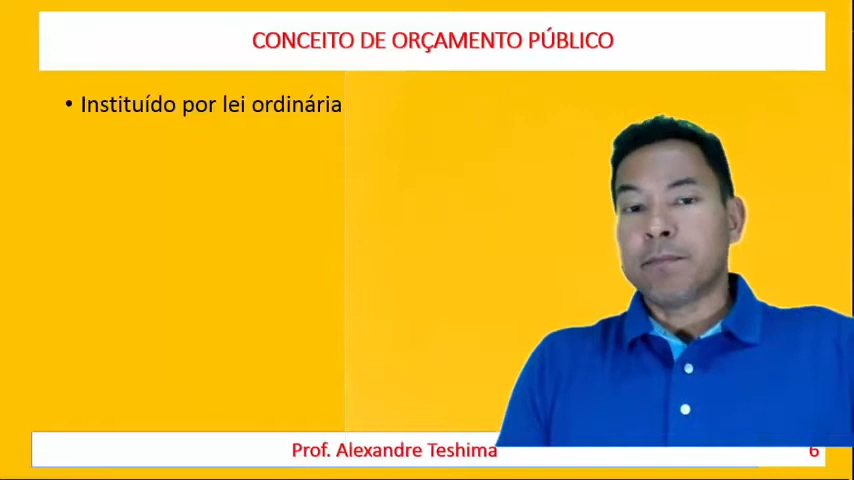 CONCEITO DE ORÇAMENTO PÚBLICO
• Instituído por lei ordinária
Prof. Alexandre Teshima
6